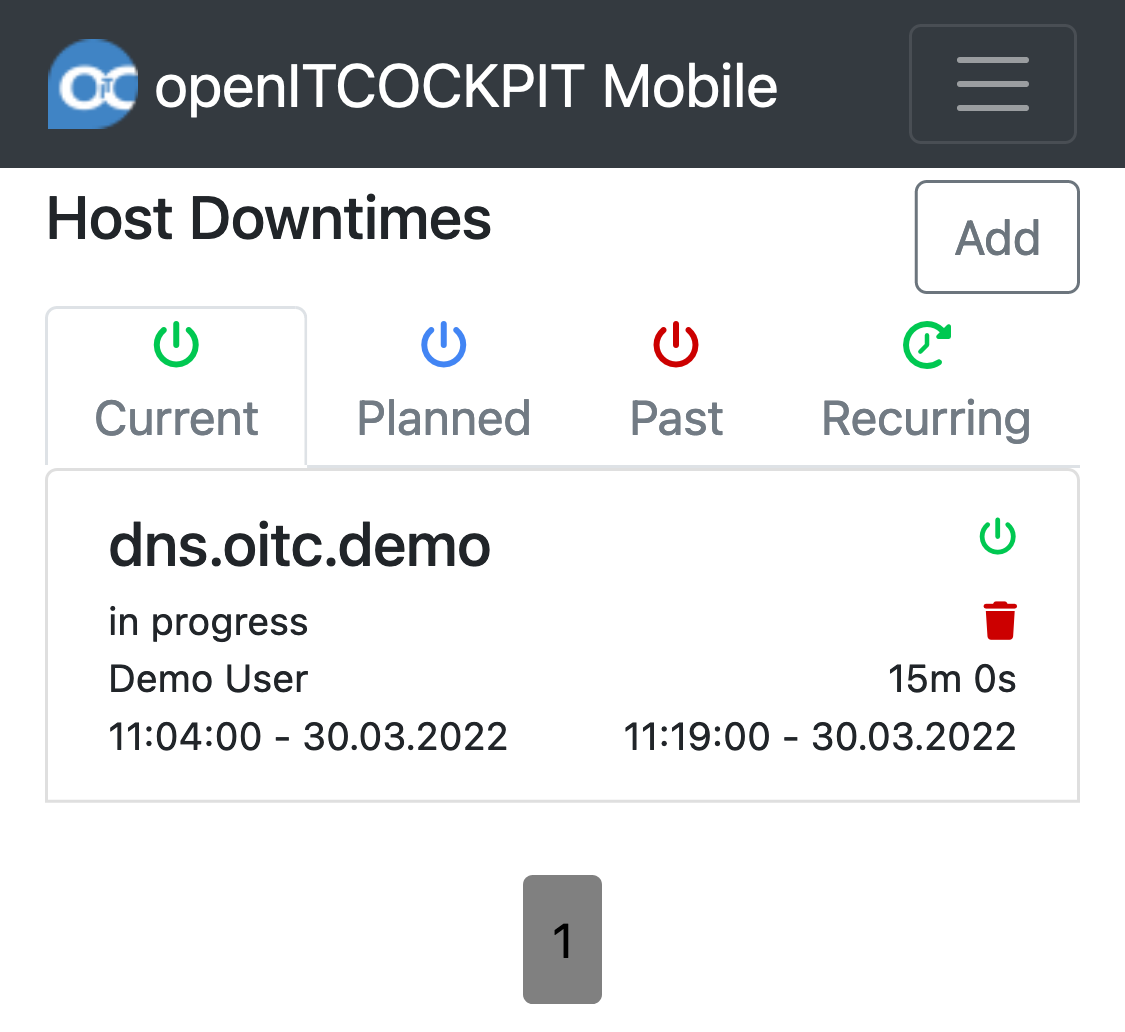 OiTC openITCOCKPIT Mobile
Host Downtimes
Add
Current Planned Past Recurring
dns.oitc.demo
in progress
Demo User 15m 0s
11:04:00 - 30.03.2022 11:19:00 - 30.03.2022
1